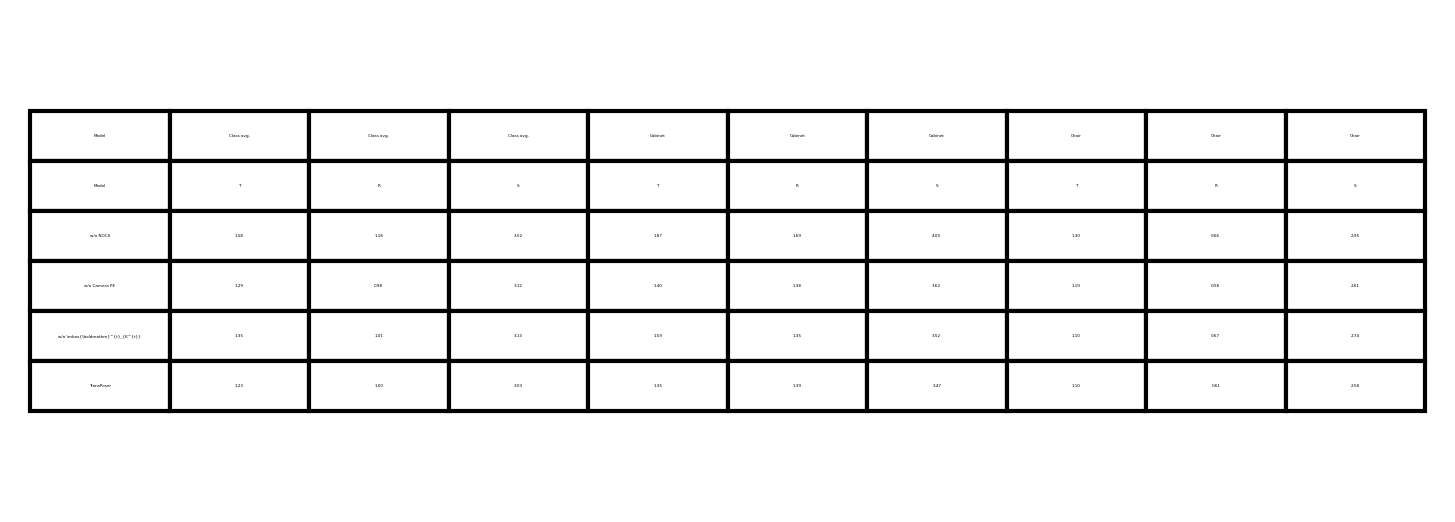 Model Class avg. Class avg. Class avg. Cabinet Cabinet Cabinet Chair Chair Chair
Model T R S T R S T R S
w/o NOCS 1.58 1.18 3.52 1.87 1.69 4.09 1.30 0.66 2.95
w/o Camera PE 1.29 0.98 3.12 1.40 1.38 3.62 1.19 0.58 2.61
1.35 1.01 3.13 1.59 1.35 3.52 1.10 0.67 2.74
TransPoser 1.23 1.00 3.03 1.35 1.39 3.47 1.10 0.61 2.58